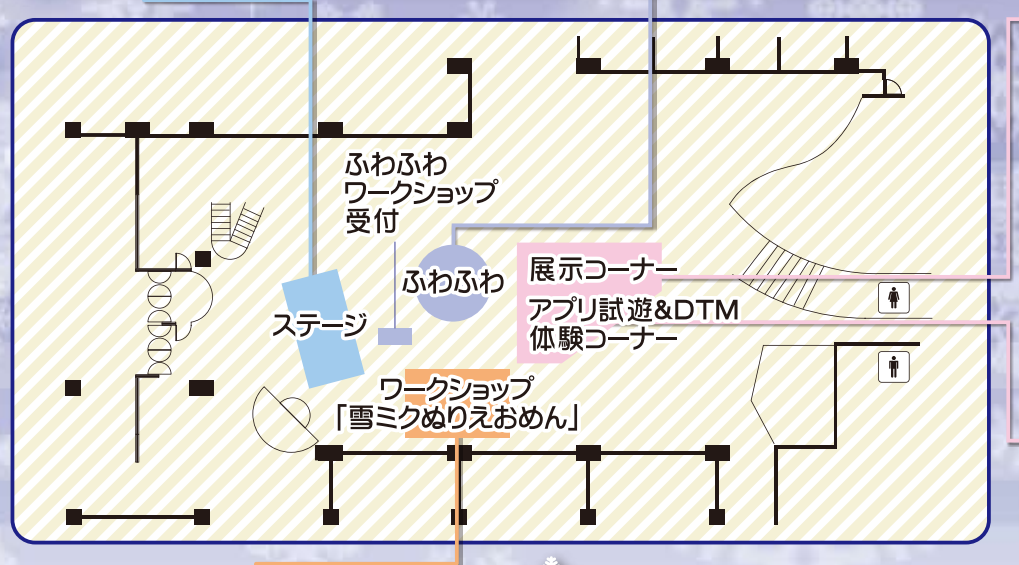 ふわふわ
ワークショップ
受付
ふわふわ
展示コーナー
アプリ試遊&DTM
体験コーナー
ステージ
ワークショップ
「雪ミクぬりえおめん」